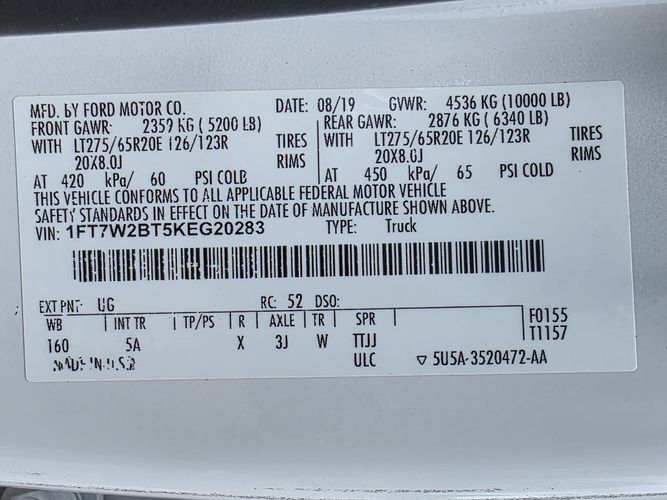 MFD. by FORD MOTOR CO. DATE: 08/19 GVWR: 4536 KG (10000 LB)
FRONT GAWR: 2359 KG (5200 LB) REAR GAWR: 2876 KG (6340 LB)
WITH LT275/65R20E 126/123R TIRES WITH LT275/65R20E 126/123R TIRES
20X8.0J RIMS 20X8.0J RIMS
AT 420 kPa/ 60 PSI COLD AT 450 kPa/ 65 PSI COLD
THIS VEHICLE CONFORMS TO ALL APPLICABLE FEDERAL MOTOR VEHICLE
SAFETY STANDARDS IN EFFECT ON THE DATE OF MANUFACTURE SHOWN ABOVE.
VIN: 1FT7W2BT5KEG20283 TYPE: Truck
EXT PNT: UG RC: 52 DSO:
WB INT TR TP/PS R AXLE TR SPR F0155
160 5A X 3J W TTJJ T1157
MADE IN U.S.A ULC ▽ 5U5A-3520472-AA